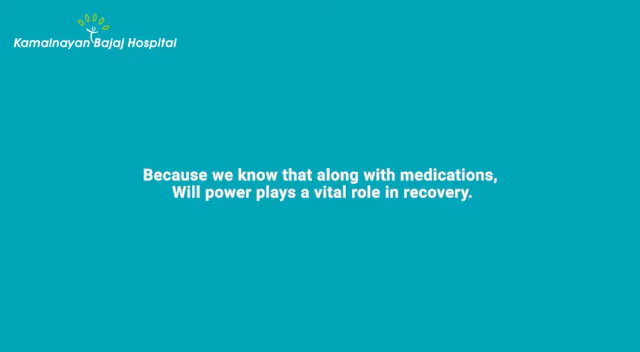 Kamalnayan Bajaj Hospital
Because we know that along with medications,
Will power plays a vital role in recovery.